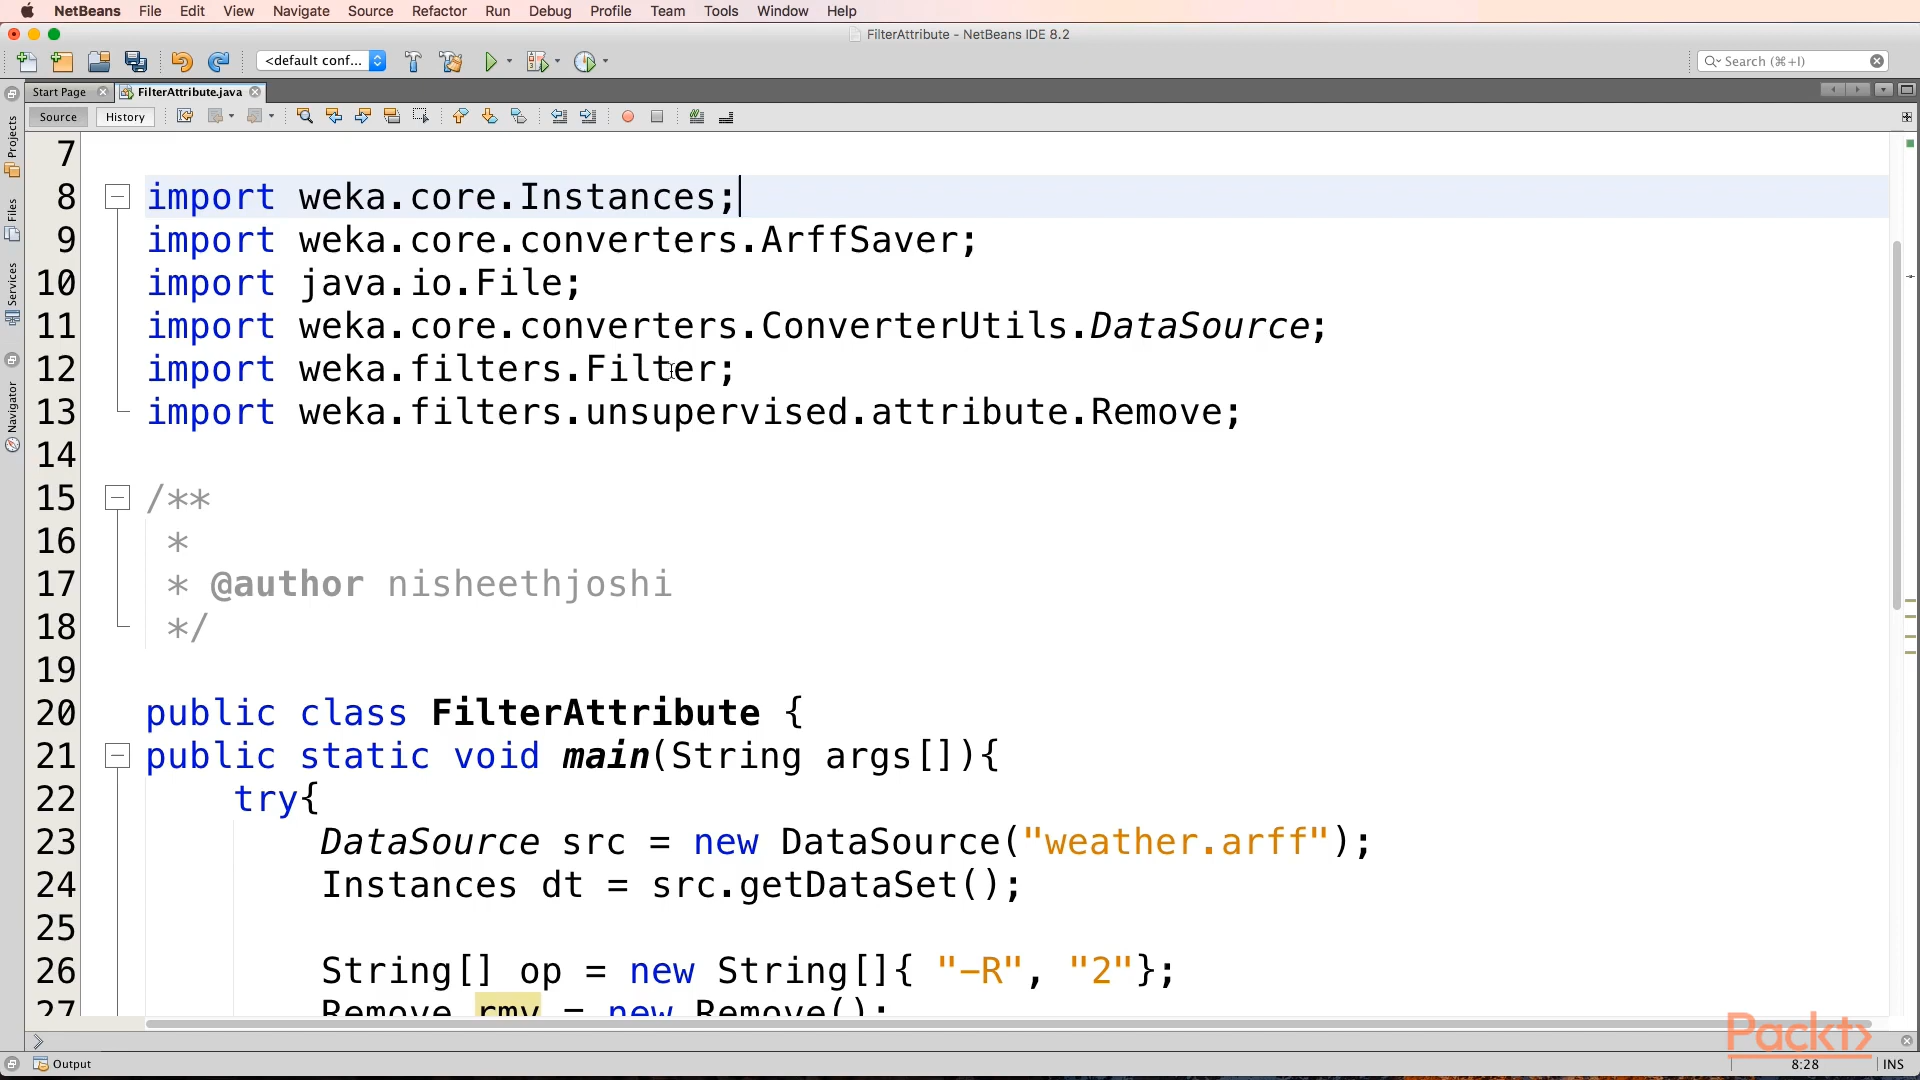 NetBeans File Edit View Navigate Source Refactor Run Debug Profile Team Tools Window Help
FilterAttribute - NetBeans IDE 8.2
<default conf...
Search (⌘+I)
Start Page
FilterAttribute.java
Source History
Projects
Files
Services
Navigator
7
8 import weka.core.Instances;
9 import weka.core.converters.ArffSaver;
10 import java.io.File;
11 import weka.core.converters.ConverterUtils.DataSource;
12 import weka.filters.Filter;
13 import weka.filters.unsupervised.attribute.Remove;
14
15 /**
16 *
17 * @author nisheethjoshi
18 */
19
20 public class FilterAttribute {
21 public static void main(String args[]){
22 try{
23 DataSource src = new DataSource("weather.arff");
24 Instances dt = src.getDataSet();
25
26 String[] op = new String[]{ "-R", "2"};
27 Remove rmv = new Remove();
Packt>
Output
8:28 INS